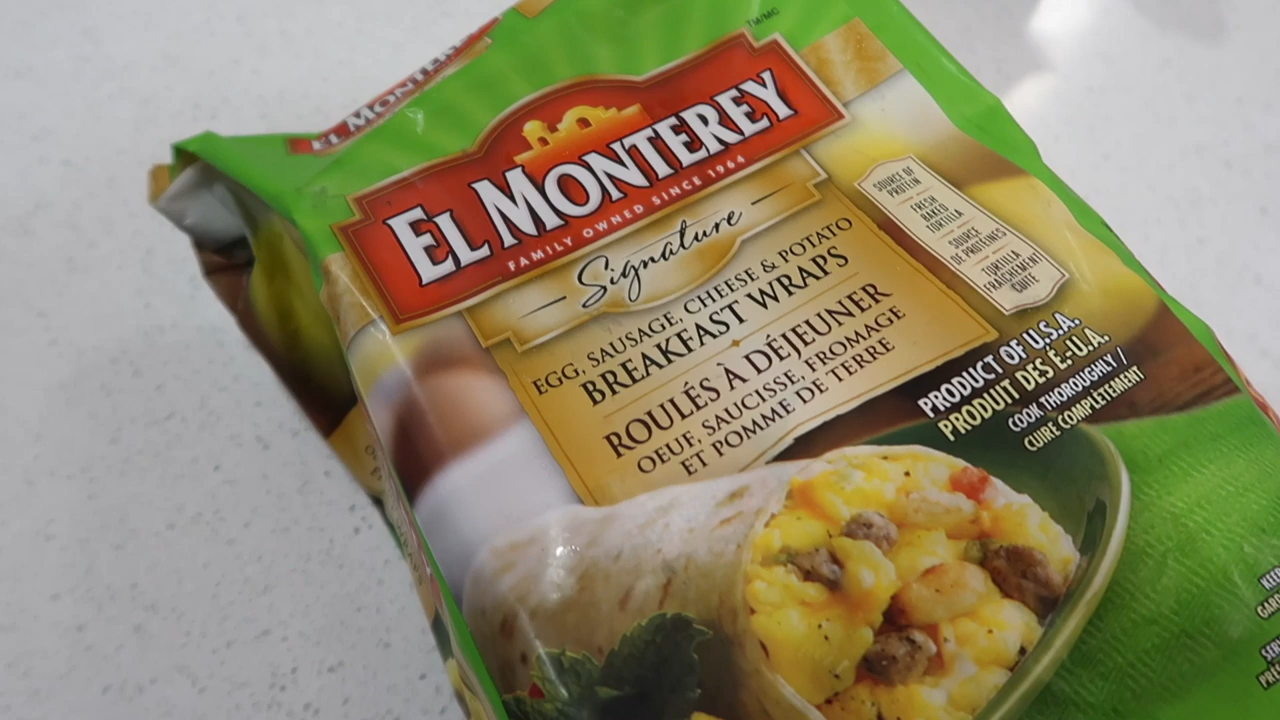 EL MONTEREY
TM/MC
EL MONTEREY
FAMILY OWNED SINCE 1964
Signature
EGG, SAUSAGE, CHEESE & POTATO
BREAKFAST WRAPS
ROULÉS À DÉJEUNER
OEUF, SAUCISSE, FROMAGE
ET POMME DE TERRE
SOURCE OF
PROTEIN
FRESH
BAKED
TORTILLA
SOURCE
DE PROTÉINES
TORTILLA
FRAÎCHEMENT
CUITE
PRODUCT OF U.S.A.
PRODUIT DES É.-U.A.
COOK THOROUGHLY /
CUIRE COMPLÈTEMENT